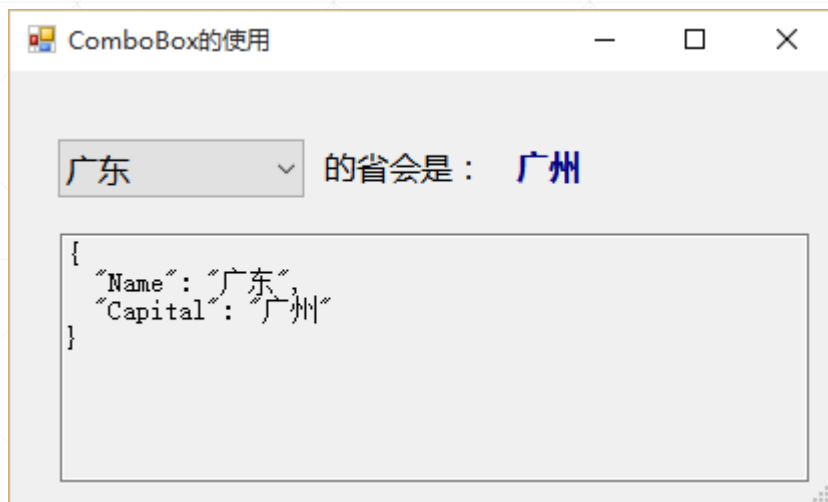 ComboBox的使用
广东 的省会是： 广州
{
"Name": "广东",
"Capital": "广州"
}